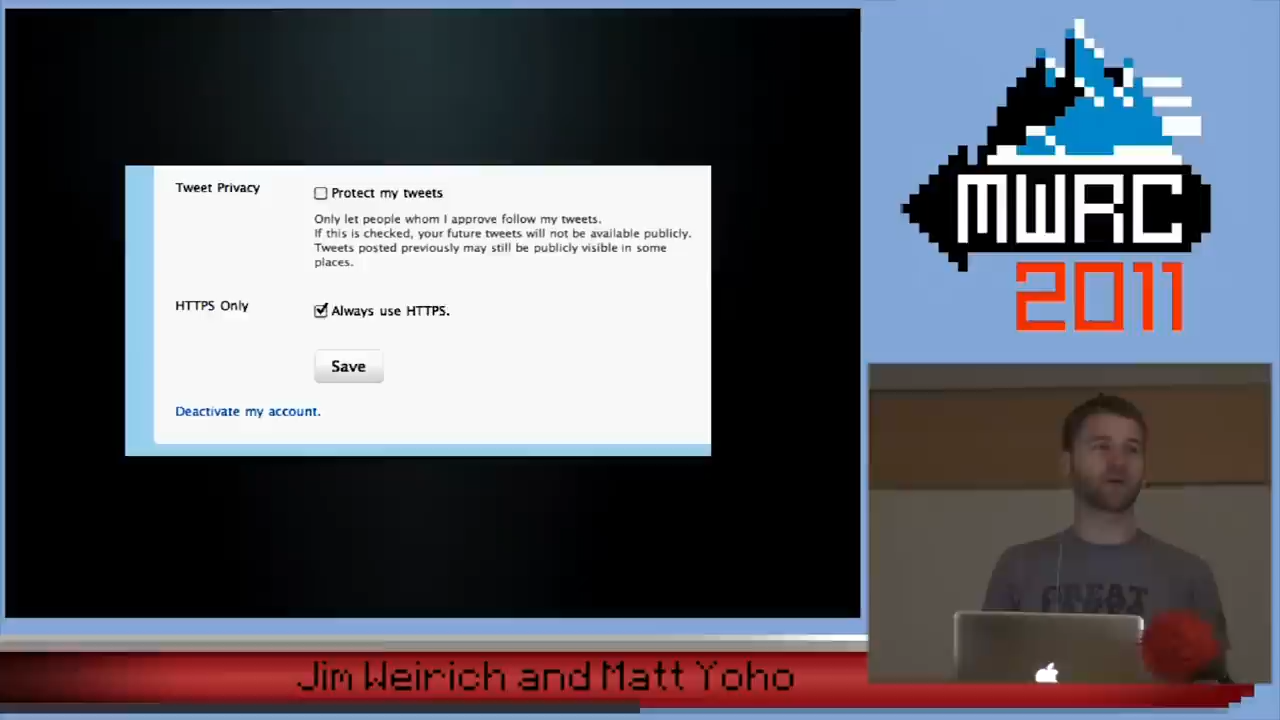 Tweet Privacy
Protect my tweets
Only let people whom I approve follow my tweets.
If this is checked, your future tweets will not be available publicly.
Tweets posted previously may still be publicly visible in some
places.
HTTPS Only
Always use HTTPS.
Save
Deactivate my account.
MWRC
2011
GREAT
Jim Weirich and Matt Yoho